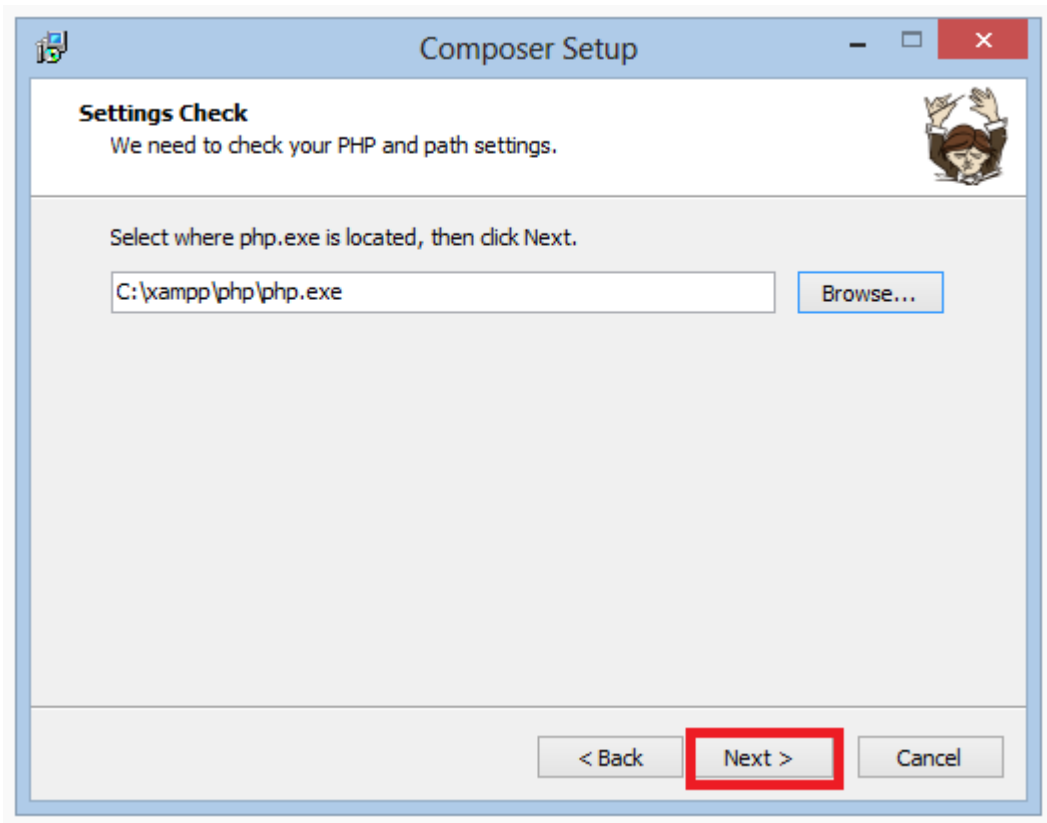 Composer Setup
Settings Check
We need to check your PHP and path settings.
Select where php.exe is located, then click Next.
C:\xampp\php\php.exe
Browse...
< Back
Next >
Cancel